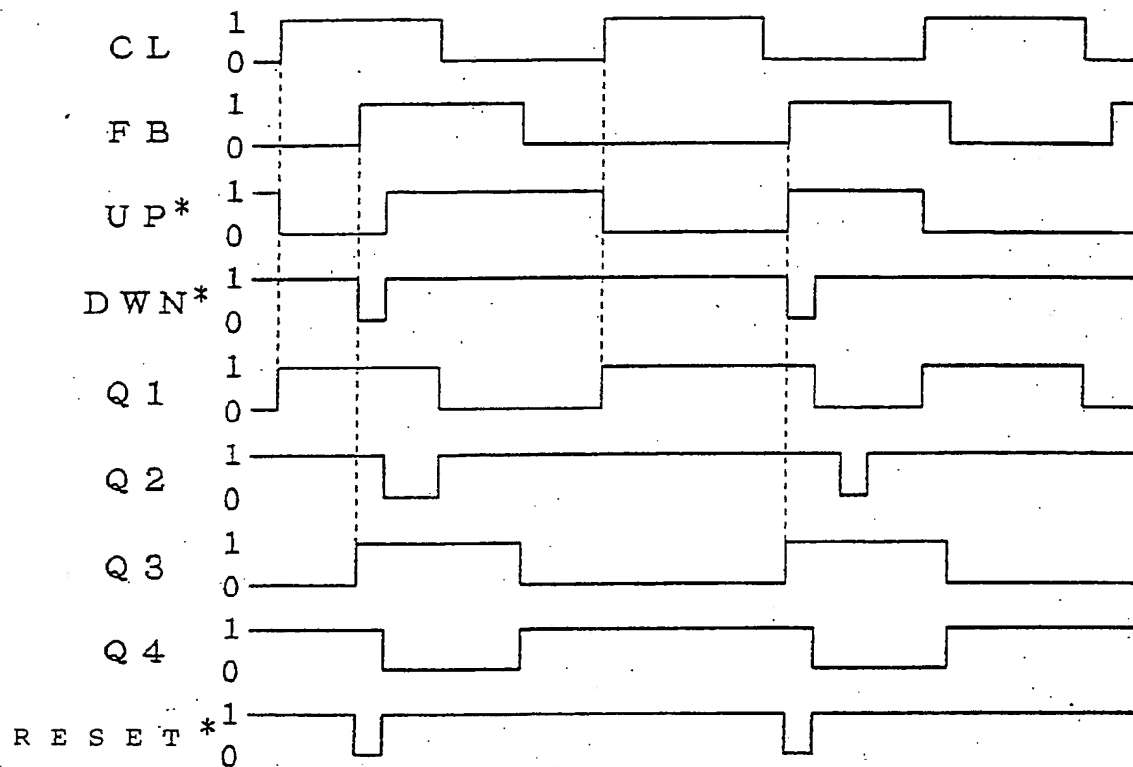 CL 1 0
FB 1 0
UP* 1 0
DWN* 1 0
Q1 1 0
Q2 1 0
Q3 1 0
Q4 1 0
RESET* 1 0